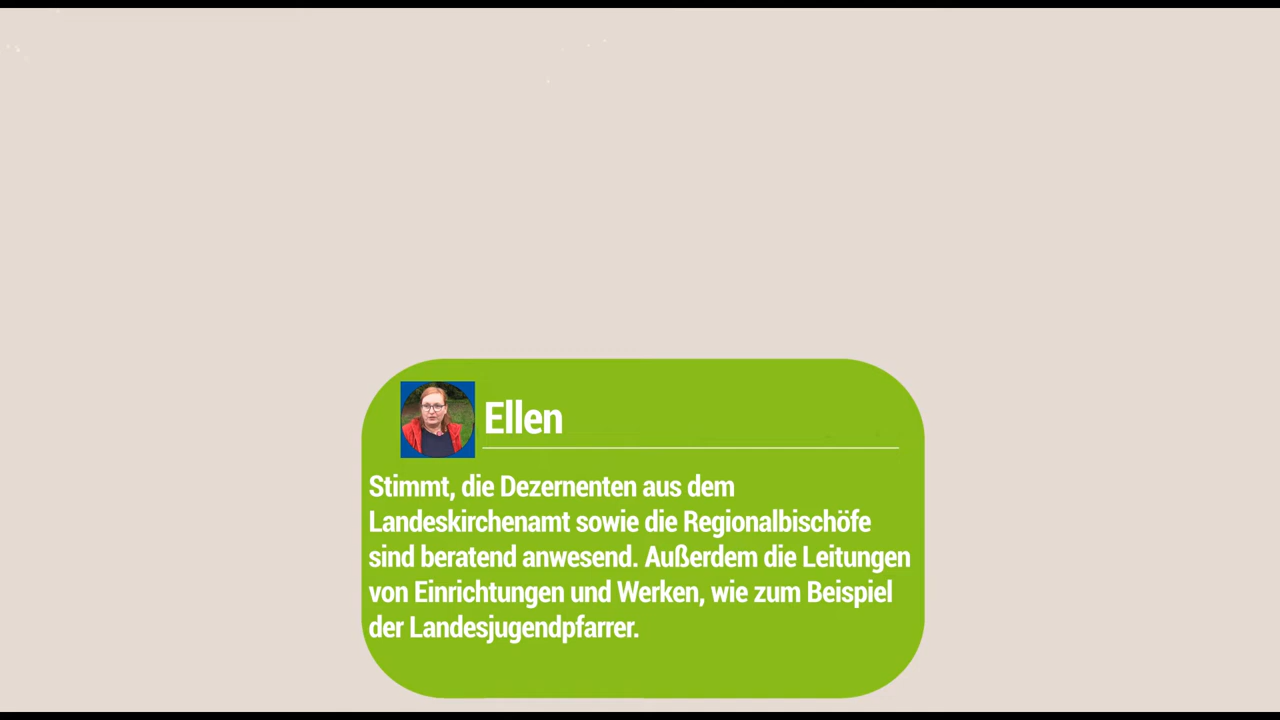 Ellen
Stimmt, die Dezernenten aus dem
Landeskirchenamt sowie die Regionalbischöfe
sind beratend anwesend. Außerdem die Leitungen
von Einrichtungen und Werken, wie zum Beispiel
der Landesjugendpfarrer.